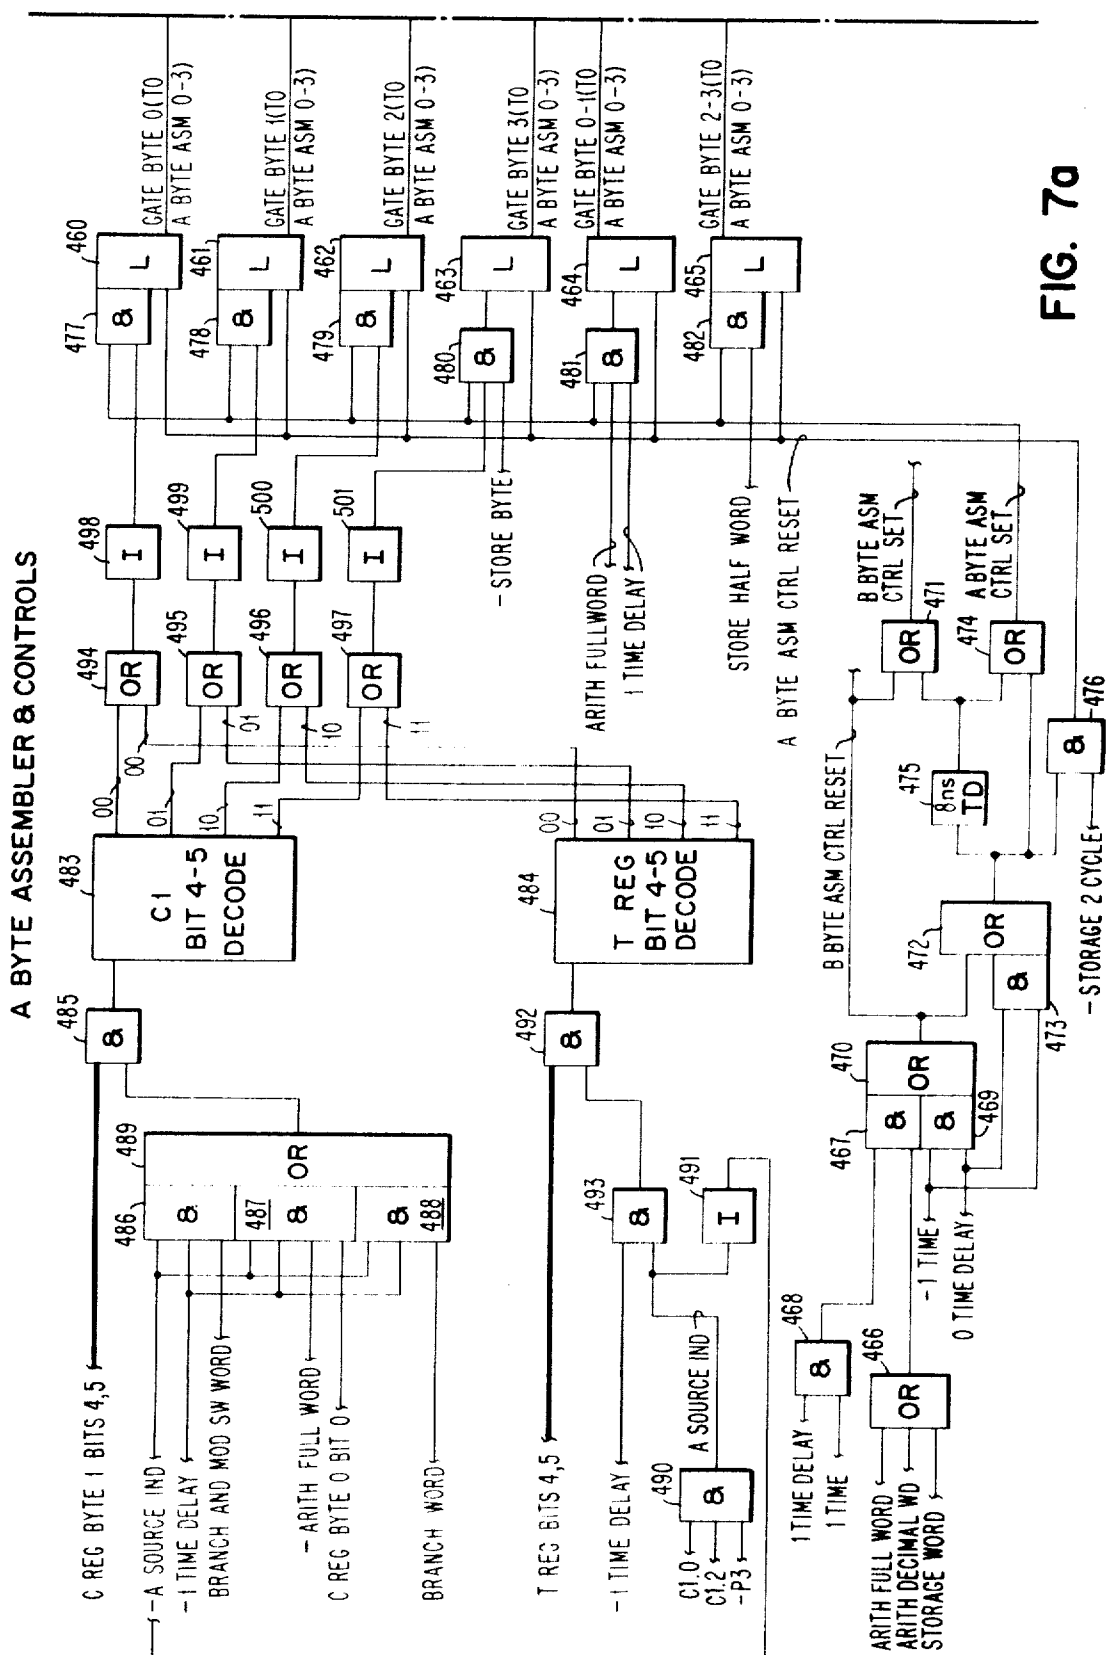 A BYTE ASSEMBLER & CONTROLS
C REG BYTE 1 BITS 4,5
-A SOURCE IND
-1 TIME DELAY
BRANCH AND MOD SW WORD
-ARITH FULL WORD
C REG BYTE 0 BIT 0
BRANCH WORD
485
&
486
&
487
&
&
488
489
OR
483
C1
BIT 4-5
DECODE
00
01
10
11
00
01
10
11
494
OR
495
OR
496
OR
497
OR
498
I
499
I
500
I
501
I
477
&
460
L
GATE BYTE 0(TO
A BYTE ASM 0-3)
478
&
461
L
GATE BYTE 1(TO
A BYTE ASM 0-3)
479
&
462
L
GATE BYTE 2(TO
A BYTE ASM 0-3)
480
&
463
L
GATE BYTE 3(TO
A BYTE ASM 0-3)
481
&
464
L
GATE BYTE 0-1(TO
A BYTE ASM 0-3)
482
&
465
L
GATE BYTE 2-3(TO
A BYTE ASM 0-3)
-STORE BYTE
ARITH FULLWORD
1 TIME DELAY
STORE HALF WORD
A BYTE ASM CTRL RESET
T REG BITS 4,5
-1 TIME DELAY
C1.0
C1.2
-P3
490
&
A SOURCE IND
492
&
493
&
491
I
484
T REG
BIT 4-5
DECODE
00
01
10
11
1 TIME DELAY
1 TIME
468
&
ARITH FULL WORD
ARITH DECIMAL WD
STORAGE WORD
466
OR
-1 TIME
0 TIME DELAY
467
&
&
469
470
OR
472
OR
&
473
B BYTE ASM CTRL RESET
475
8ns
TD
-STORAGE 2 CYCLE
&
476
OR
471
B BYTE ASM
CTRL SET
474
OR
A BYTE ASM
CTRL SET
FIG. 7a